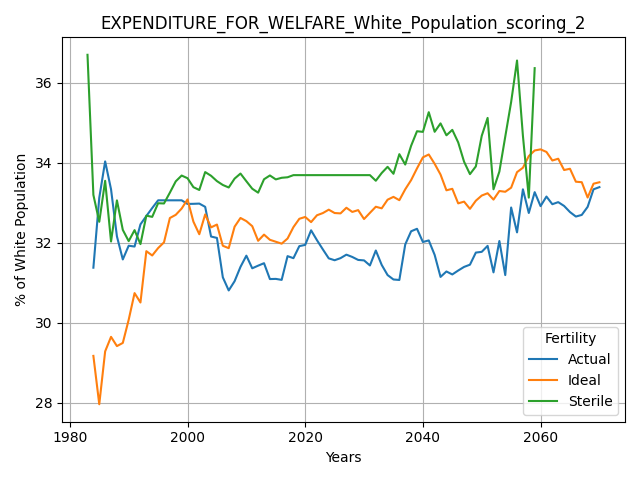 EXPENDITURE_FOR_WELFARE_White_Population_scoring_2
% of White Population
36
34
32
30
28
1980
2000
2020
2040
2060
Years
Fertility
Actual
Ideal
Sterile